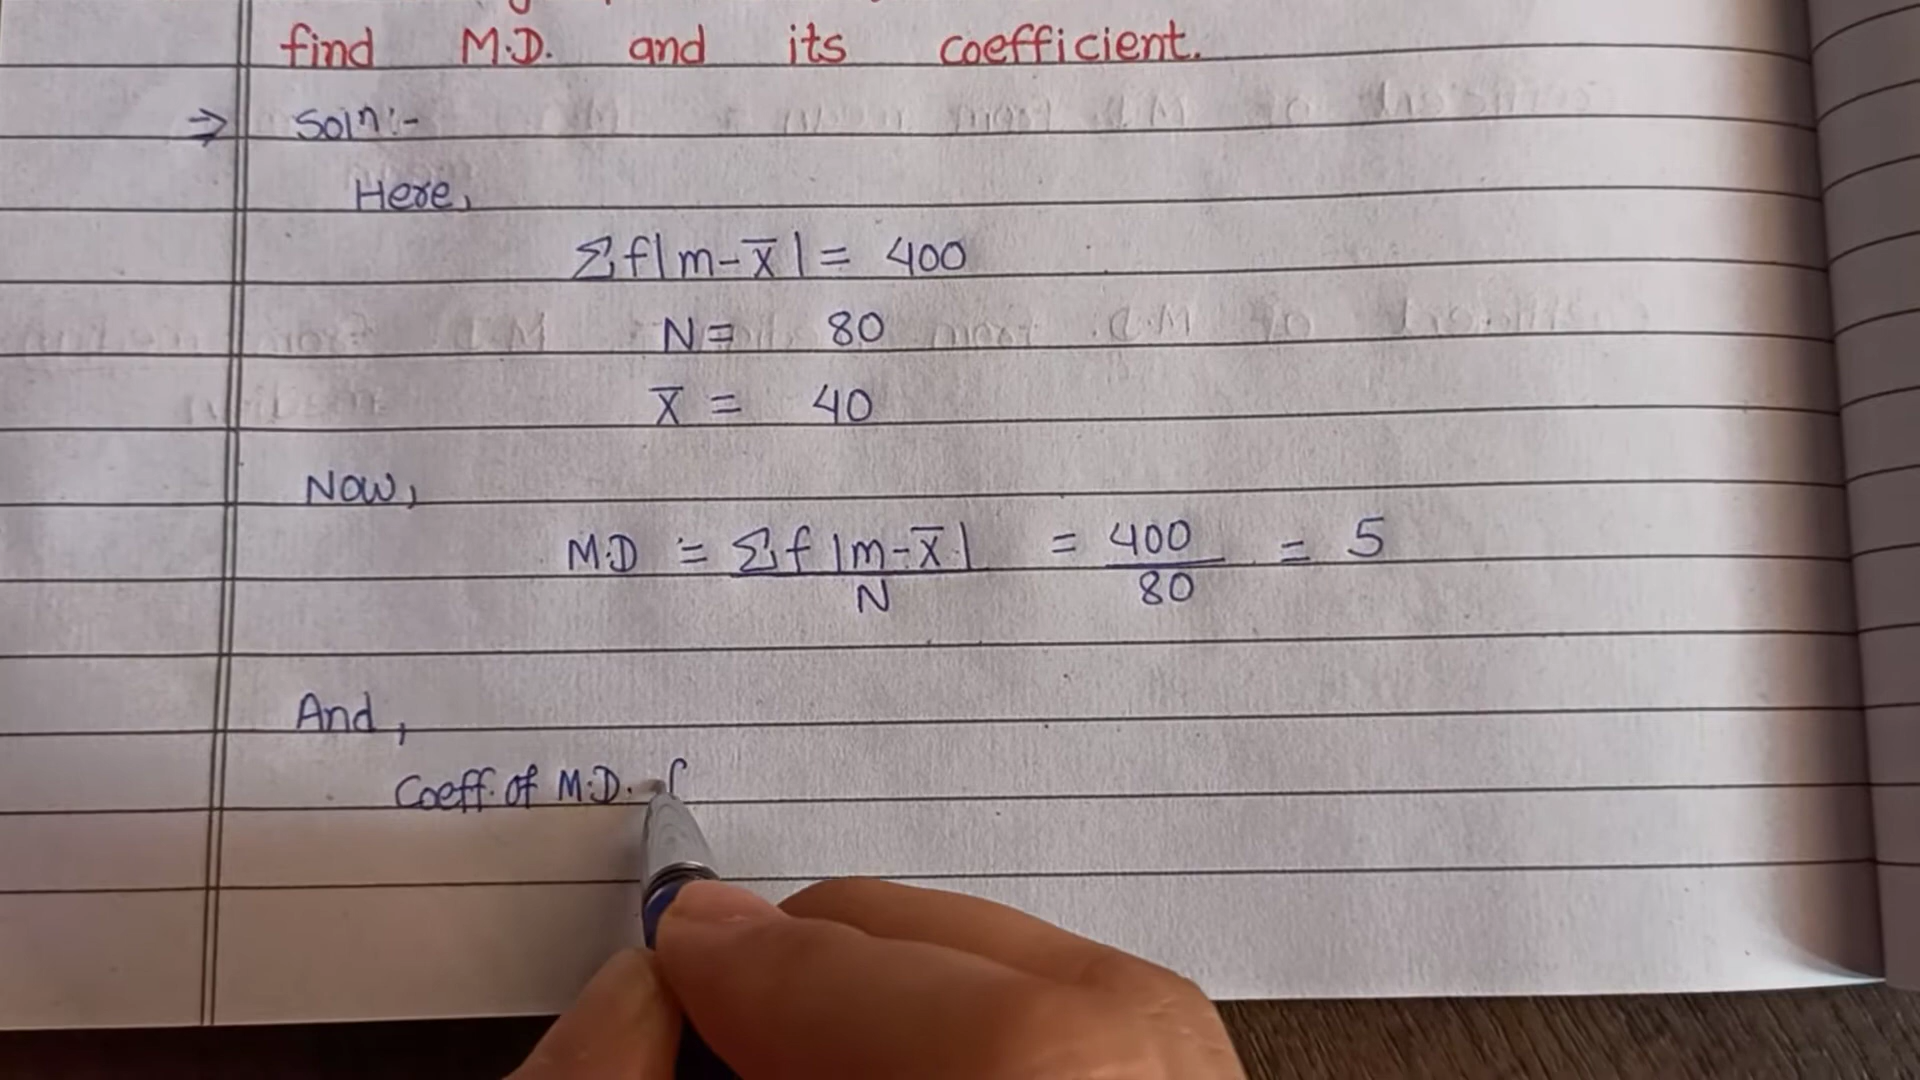 find M.D. and its coefficient.
⇒ Soln:-
Here,
Σf|m-x̄| = 400
N = 80
x̄ = 40
Now,
M.D = Σf|m-x̄|/N = 400/80 = 5
And,
Coeff. of M.D. f